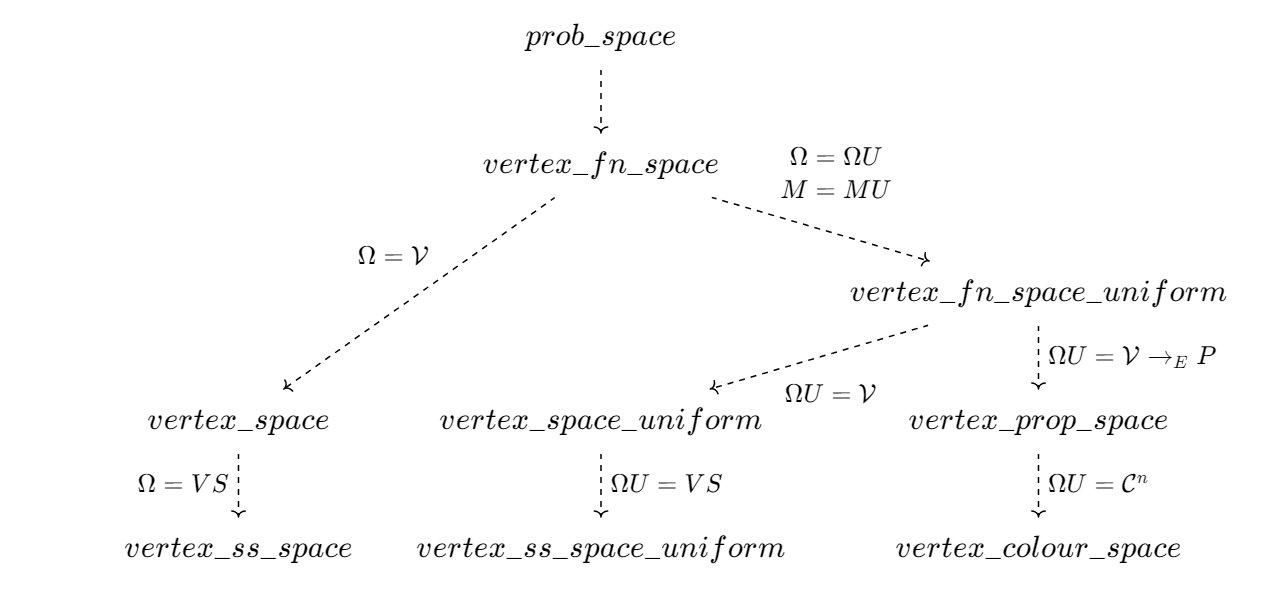 prob_space
vertex_fn_space
Ω = ΩU
M = MU
Ω = 𝒱
vertex_fn_space_uniform
ΩU = 𝒱 →_E P
ΩU = 𝒱
vertex_space
vertex_space_uniform
vertex_prop_space
Ω = VS
ΩU = VS
ΩU = 𝒞ⁿ
vertex_ss_space
vertex_ss_space_uniform
vertex_colour_space